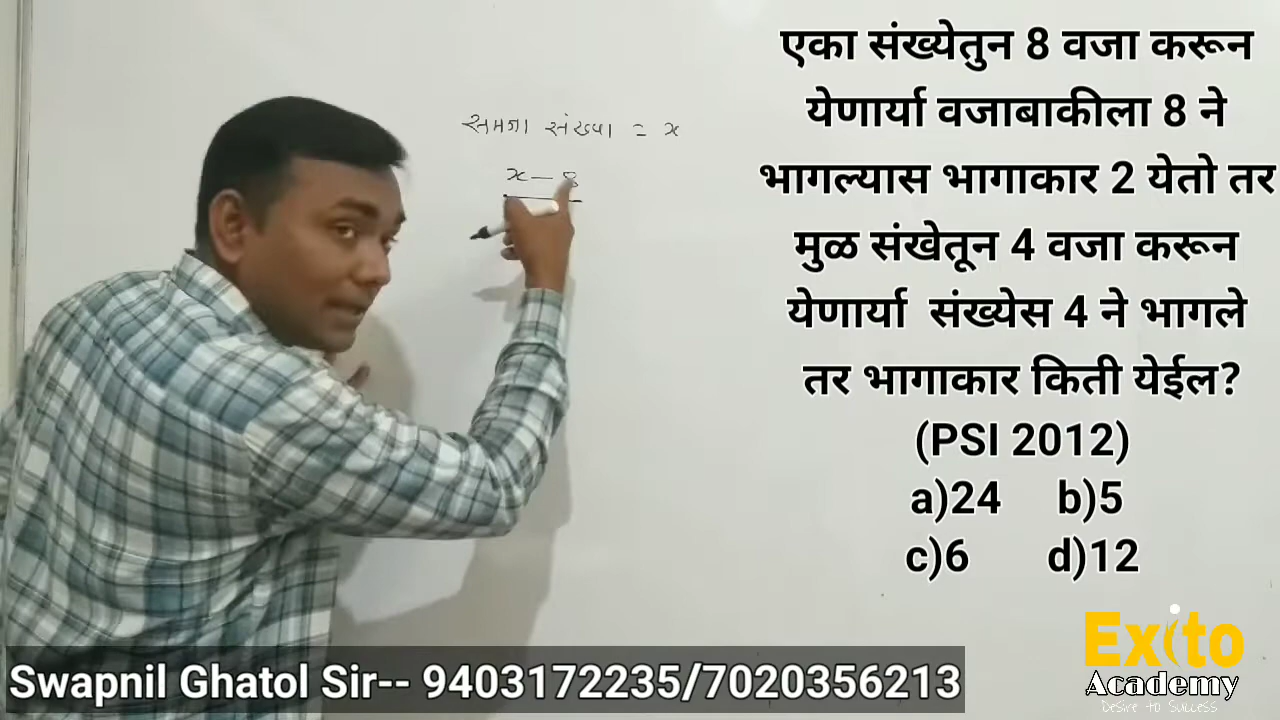 समजा संख्या = x
x – 8
एका संख्येतुन 8 वजा करून
येणार्या वजाबाकीला 8 ने
भागल्यास भागाकार 2 येतो तर
मुळ संखेतून 4 वजा करून
येणार्या संख्येस 4 ने भागले
तर भागाकार किती येईल?
(PSI 2012)
a)24 b)5
c)6 d)12
Swapnil Ghatol Sir-- 9403172235/7020356213
Exito
Academy
Desire to Success